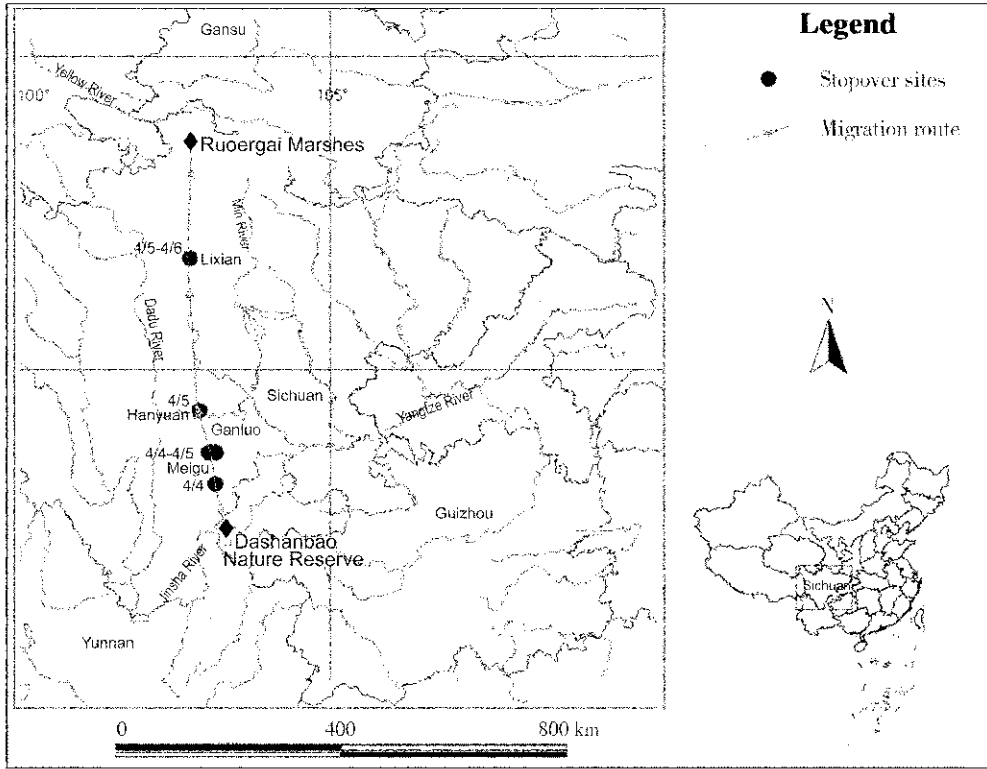 Legend
Stopover sites
Migration route
Gansu
Yellow River
100°
105°
Ruoergai Marshes
Min River
4/5-4/6
Lixian
Dadu River
4/5
Hanyuan
Sichuan
Ganluo
Yangtze River
4/4-4/5
Meigu
4/4
Guizhou
Dashanbao
Nature Reserve
Jinsha River
Yunnan
N
Sichuan
0 400 800 km